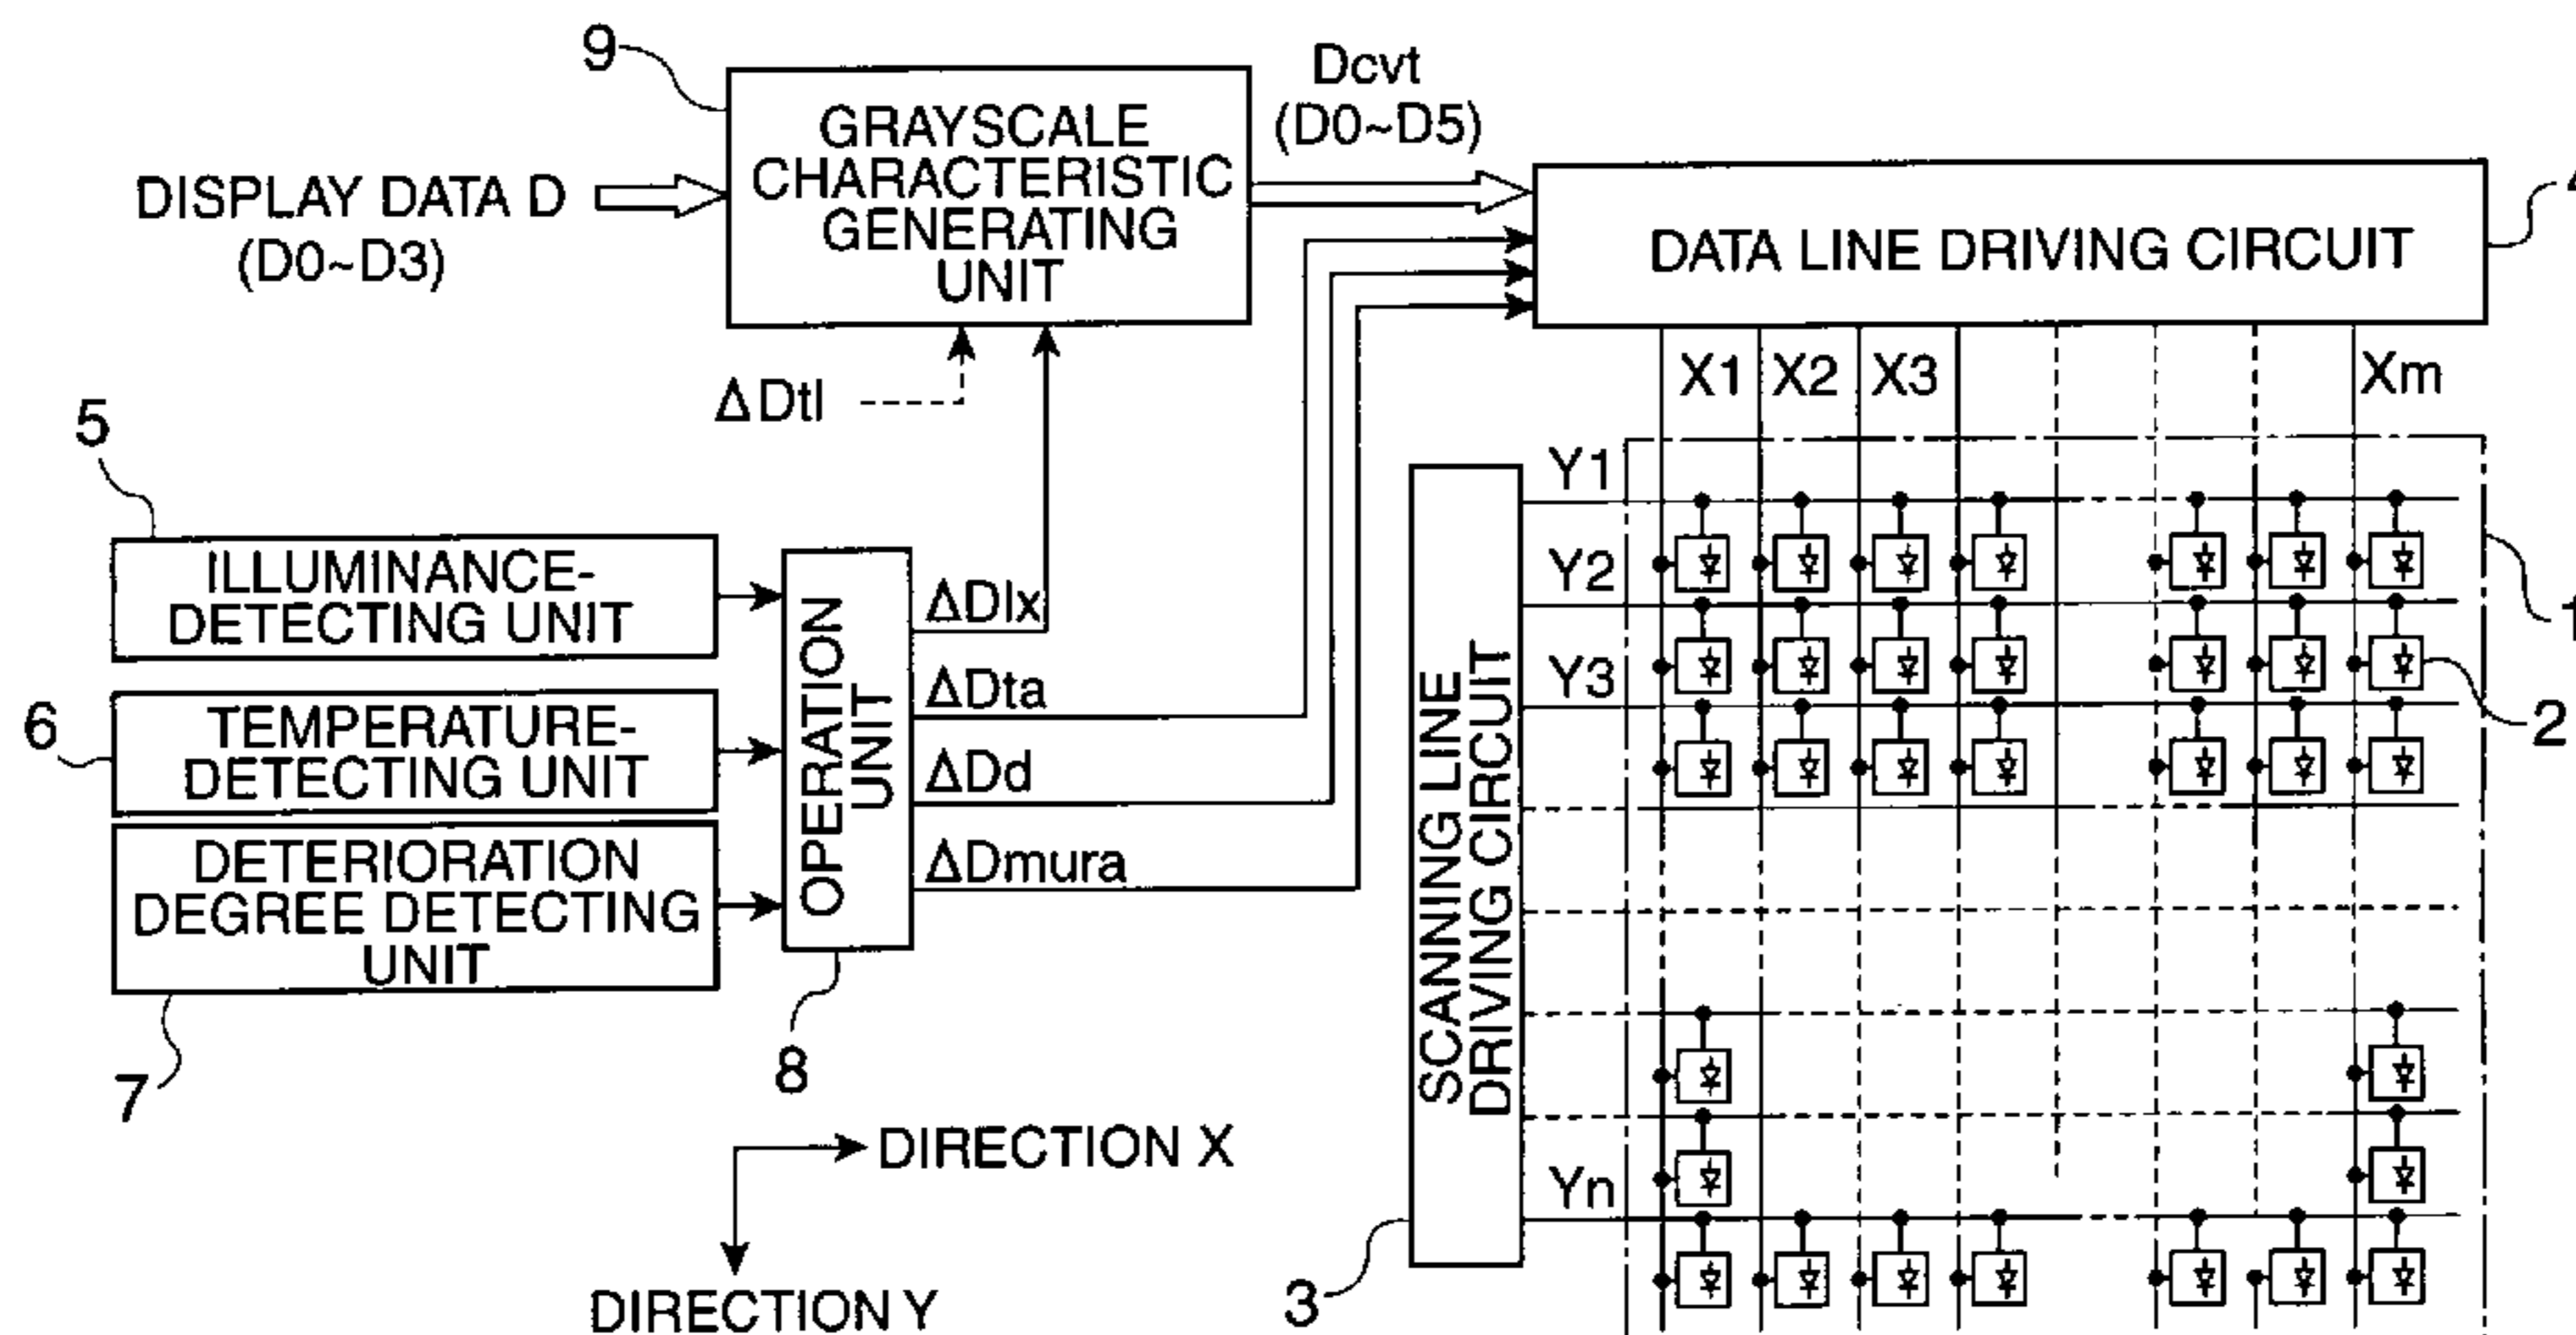 9
GRAYSCALE
CHARACTERISTIC
GENERATING
UNIT
Dcvt
(D0~D5)
DISPLAY DATA D
(D0~D3)
DATA LINE DRIVING CIRCUIT
4
ΔDtl
X1
X2
X3
Xm
5
ILLUMINANCE-
DETECTING UNIT
6
TEMPERATURE-
DETECTING UNIT
DETERIORATION
DEGREE DETECTING
UNIT
7
OPERATION
UNIT
8
ΔDlx
ΔDta
ΔDd
ΔDmura
Y1
Y2
Y3
Yn
SCANNING LINE
DRIVING CIRCUIT
3
1
2
DIRECTION X
DIRECTION Y